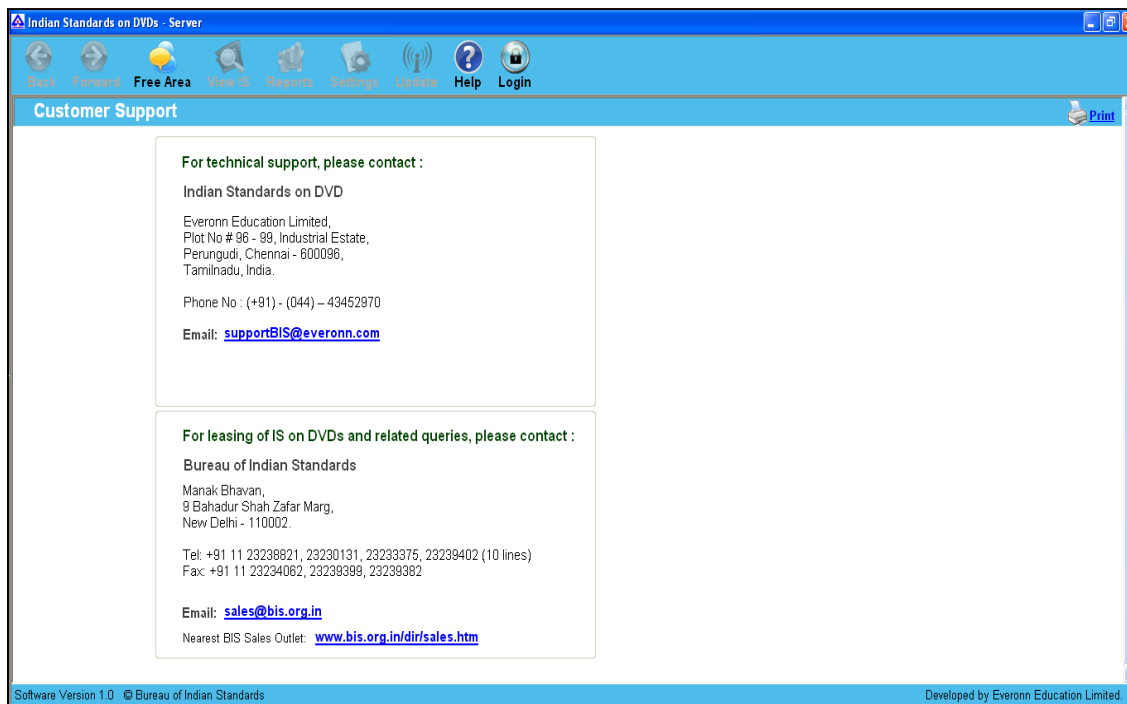 Indian Standards on DVDs - Server
Back Forward Free Area View IS Reports Settings Update Help Login
Customer Support
Print
For technical support, please contact :
Indian Standards on DVD
Everonn Education Limited,
Plot No # 96 - 99, Industrial Estate,
Perungudi, Chennai - 600096,
Tamilnadu, India.
Phone No : (+91) - (044) – 43452970
Email: supportBIS@everonn.com
For leasing of IS on DVDs and related queries, please contact :
Bureau of Indian Standards
Manak Bhavan,
9 Bahadur Shah Zafar Marg,
New Delhi - 110002.
Tel: +91 11 23238821, 23230131, 23233375, 23239402 (10 lines)
Fax: +91 11 23234062, 23239399, 23239382
Email: sales@bis.org.in
Nearest BIS Sales Outlet: www.bis.org.in/dir/sales.htm
Software Version 1.0 © Bureau of Indian Standards
Developed by Everonn Education Limited.